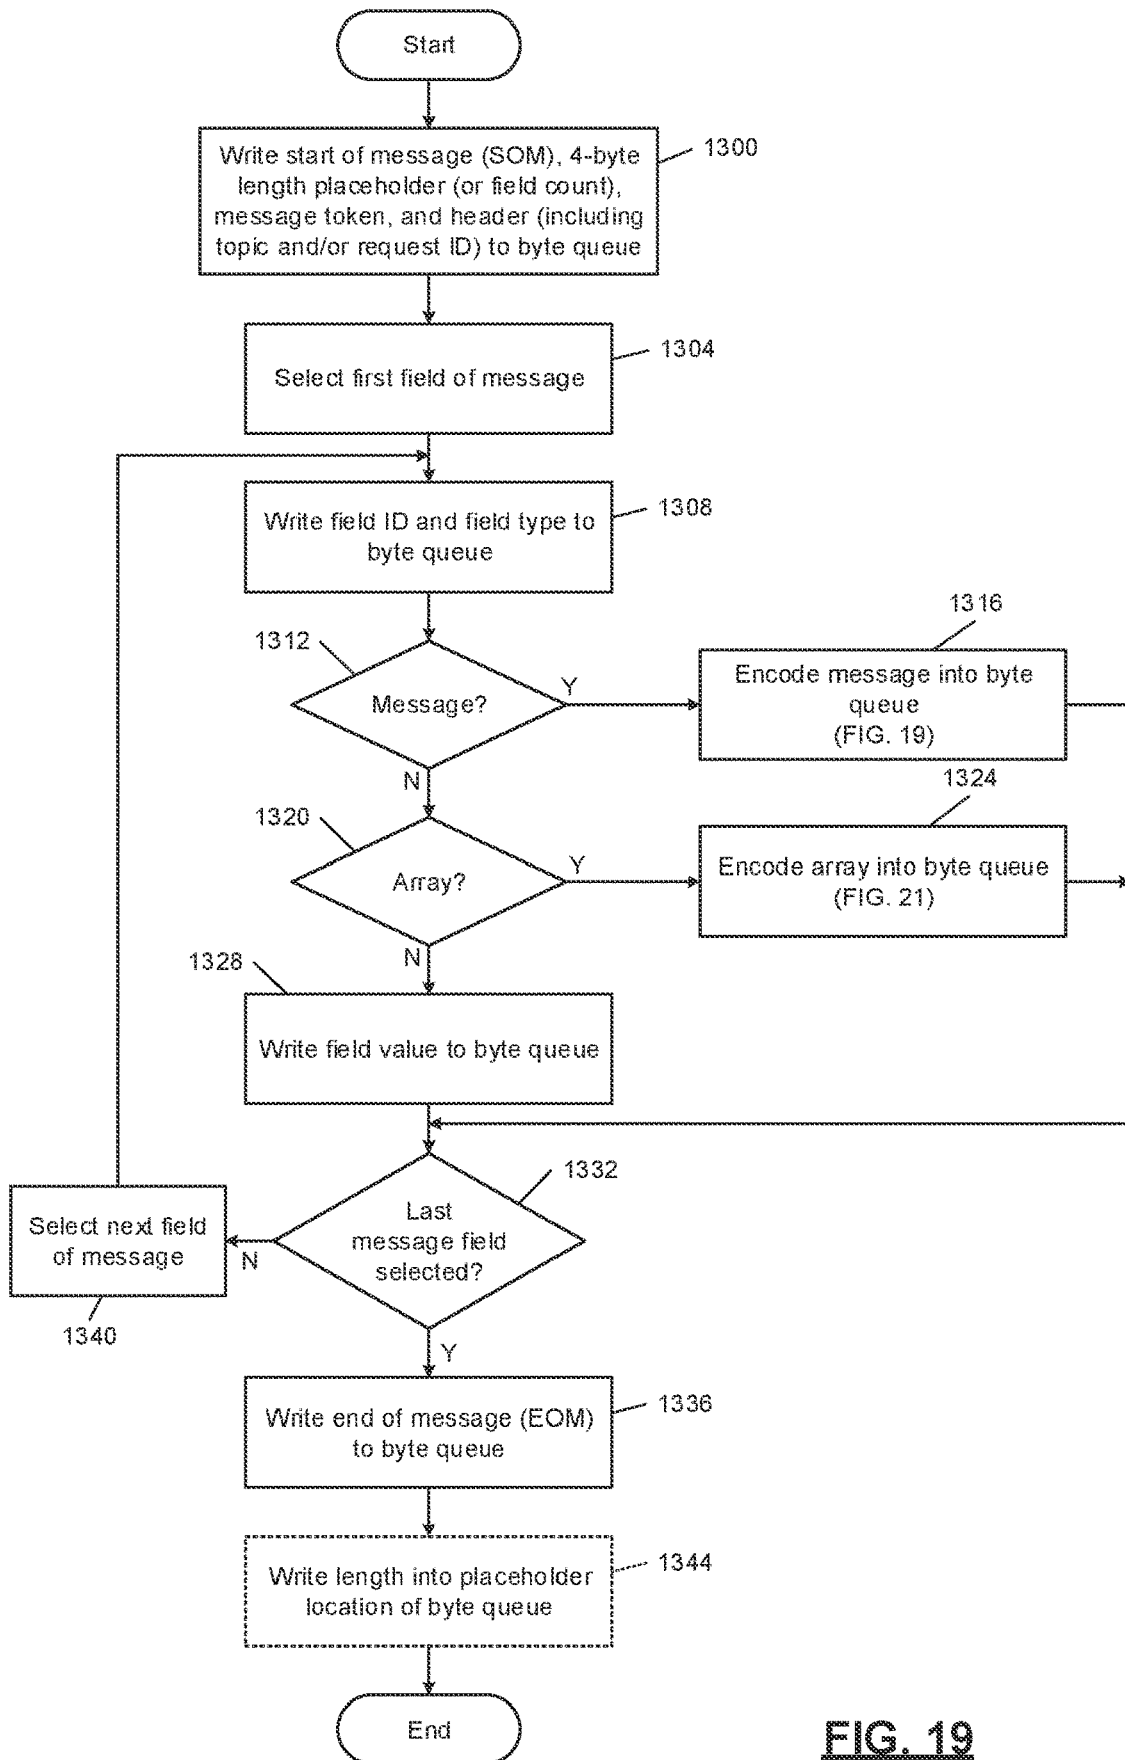 Start
Write start of message (SOM), 4-byte
length placeholder (or field count),
message token, and header (including
topic and/or request ID) to byte queue
1300
Select first field of message
1304
Write field ID and field type to
byte queue
1308
1312
Message?
Y
N
1316
Encode message into byte
queue
(FIG. 19)
1320
Array?
Y
N
1324
Encode array into byte queue
(FIG. 21)
1328
Write field value to byte queue
1332
Last
message field
selected?
N
Y
Select next field
of message
1340
Write end of message (EOM)
to byte queue
1336
Write length into placeholder
location of byte queue
1344
End
FIG. 19